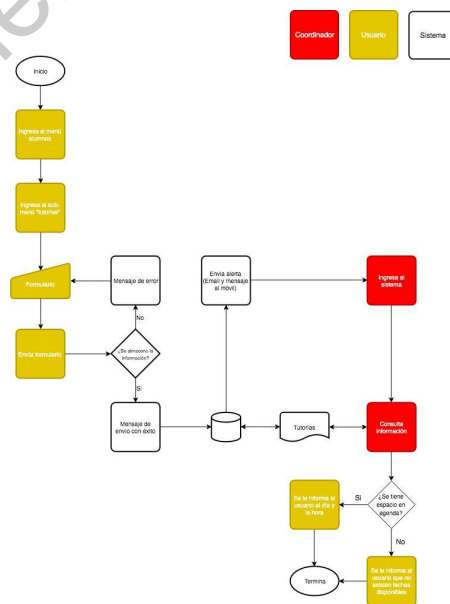 Coordinador
Usuario
Sistema
Inicio
Ingresa al menú
alumnos
Ingresa al sub-
menú "tutorías"
Formulario
Mensaje de error
Envía alerta
(Email y mensaje
al móvil)
Ingresa al
sistema
No
Envía formulario
¿Se almaceno la
información?
Si
Mensaje de
envio con éxito
Tutorías
Consulta
información
Se le informa al
usuario el día y
la hora
Si
¿Se tiene
espacio en
agenda?
No
Termina
Se le informa al
usuario que no
existen fechas
disponibles